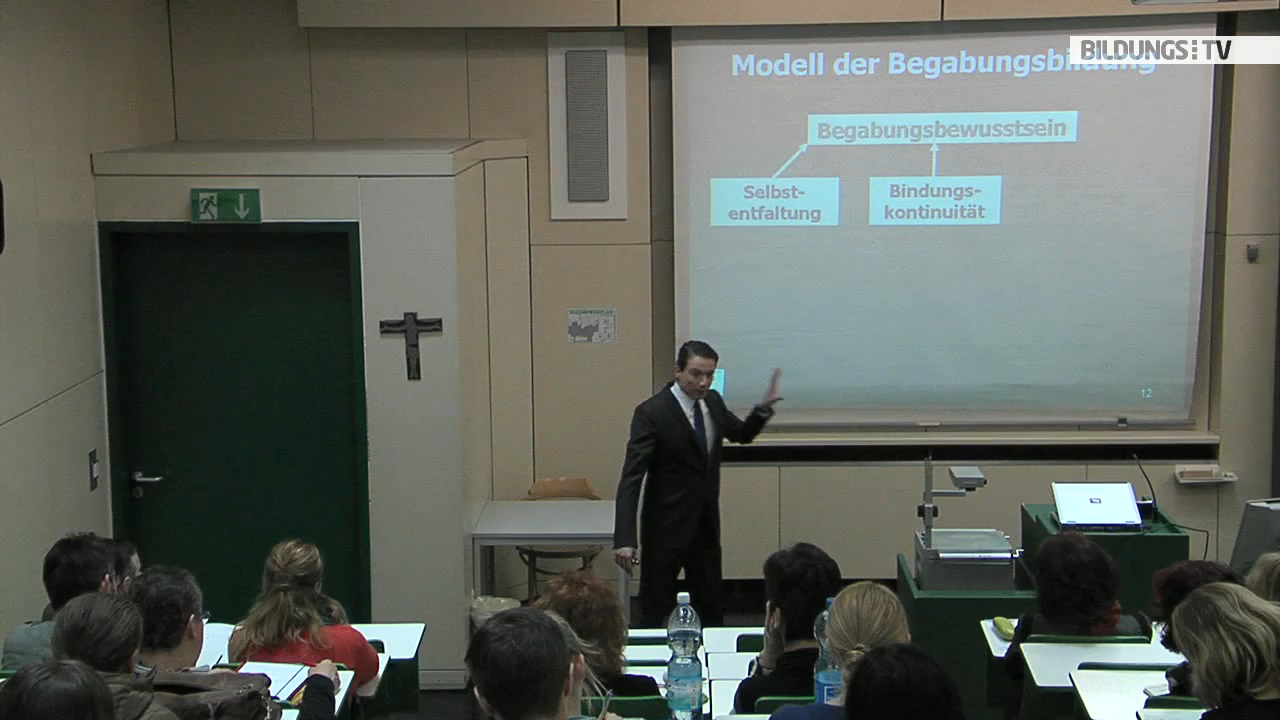 BILDUNGS TV
Modell der Begabungsbildung
Begabungsbewusstsein
Selbst-
entfaltung
Bindungs-
kontinuität
12